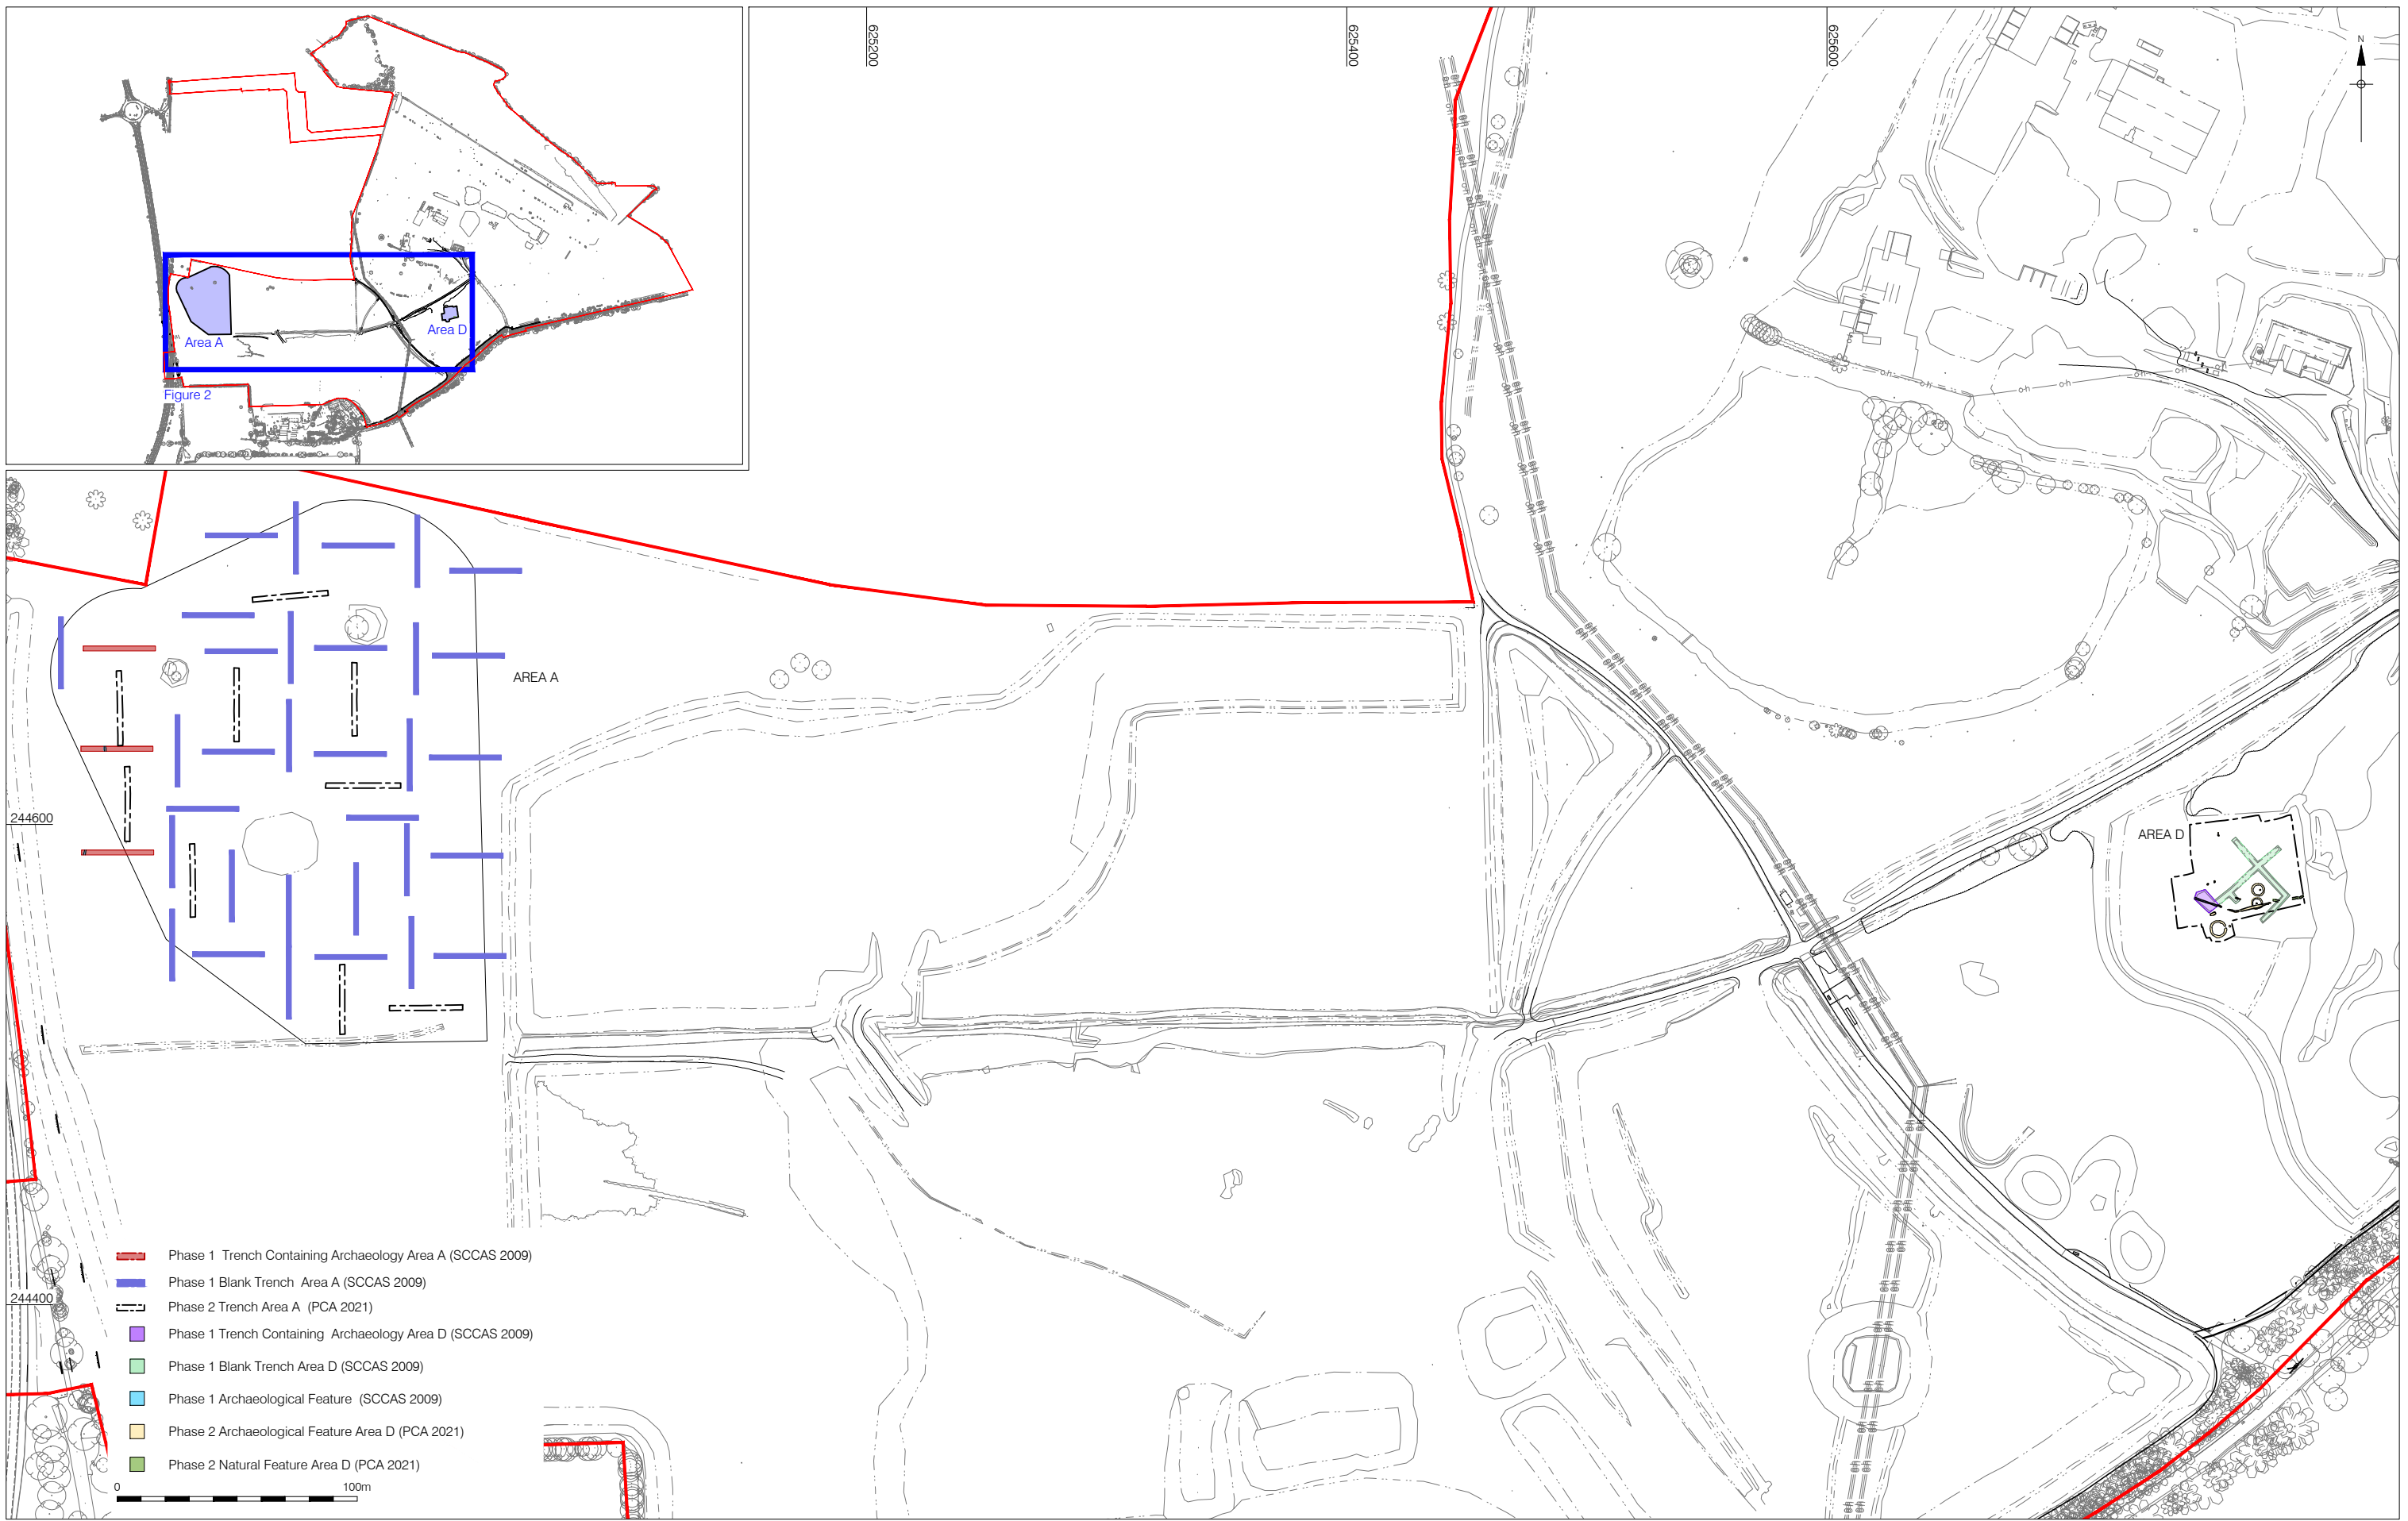 625200
625400
625600
N
Area A
Area D
Figure 2
AREA A
244600
AREA D
Phase 1 Trench Containing Archaeology Area A (SCCAS 2009)
Phase 1 Blank Trench Area A (SCCAS 2009)
244400
Phase 2 Trench Area A (PCA 2021)
Phase 1 Trench Containing Archaeology Area D (SCCAS 2009)
Phase 1 Blank Trench Area D (SCCAS 2009)
Phase 1 Archaeological Feature (SCCAS 2009)
Phase 2 Archaeological Feature Area D (PCA 2021)
Phase 2 Natural Feature Area D (PCA 2021)
0 100m